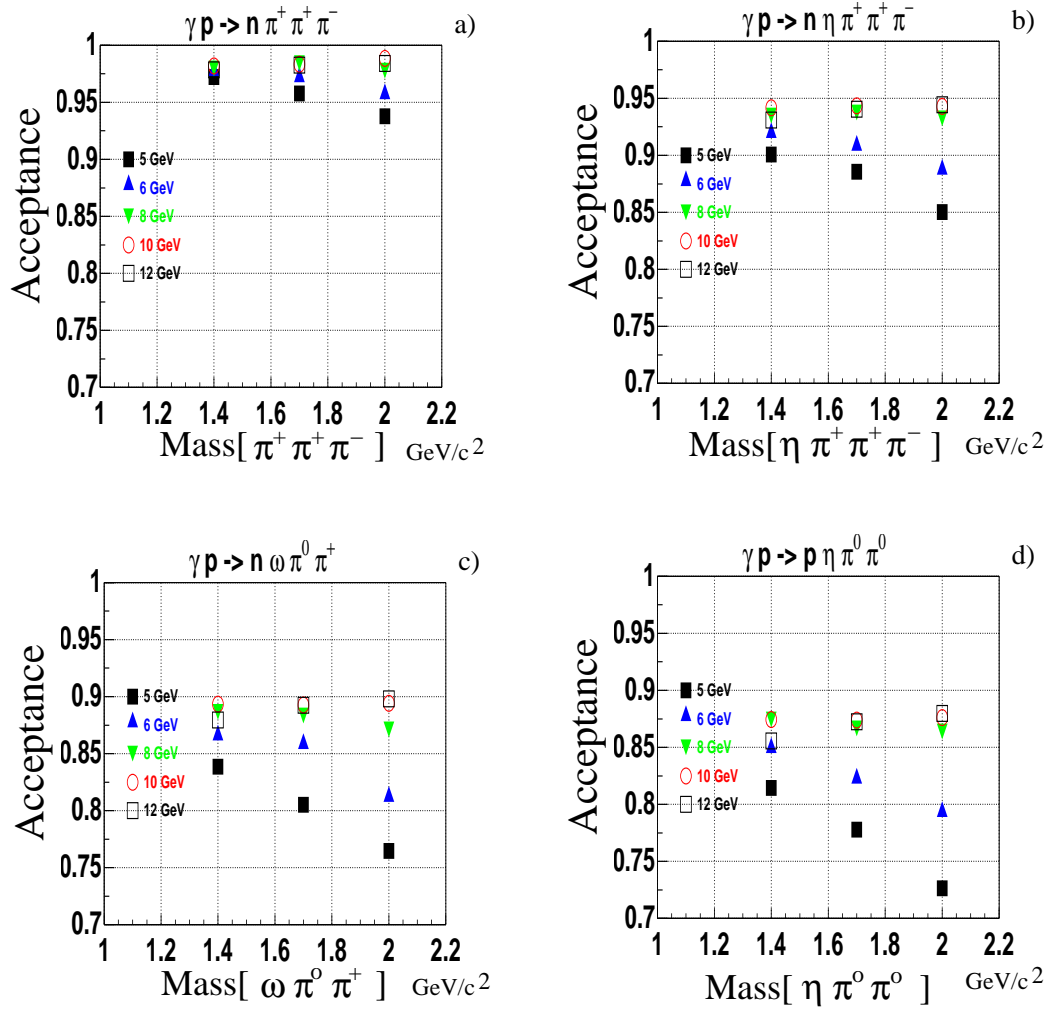 γ p -> n π⁺ π⁺ π⁻
a)
Acceptance
1
0.95
0.9
0.85
0.8
0.75
0.7
5 GeV
6 GeV
8 GeV
10 GeV
12 GeV
1 1.2 1.4 1.6 1.8 2 2.2
Mass[ π⁺ π⁺ π⁻ ] GeV/c²
γ p -> n η π⁺ π⁺ π⁻
b)
Acceptance
1
0.95
0.9
0.85
0.8
0.75
0.7
5 GeV
6 GeV
8 GeV
10 GeV
12 GeV
1 1.2 1.4 1.6 1.8 2 2.2
Mass[ η π⁺ π⁺ π⁻ ] GeV/c²
γ p -> n ω π⁰ π⁺
c)
Acceptance
1
0.95
0.9
0.85
0.8
0.75
0.7
5 GeV
6 GeV
8 GeV
10 GeV
12 GeV
1 1.2 1.4 1.6 1.8 2 2.2
Mass[ ω π° π⁺ ] GeV/c²
γ p -> p η π⁰ π⁰
d)
Acceptance
1
0.95
0.9
0.85
0.8
0.75
0.7
5 GeV
6 GeV
8 GeV
10 GeV
12 GeV
1 1.2 1.4 1.6 1.8 2 2.2
Mass[ η π° π° ] GeV/c²